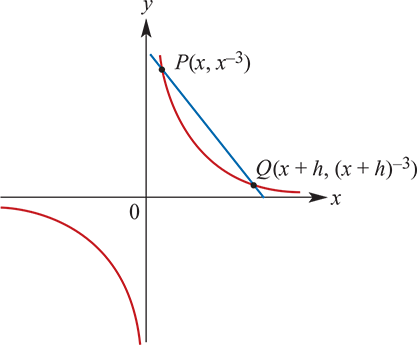 y
P(x, x⁻³)
Q(x + h, (x + h)⁻³)
0
x